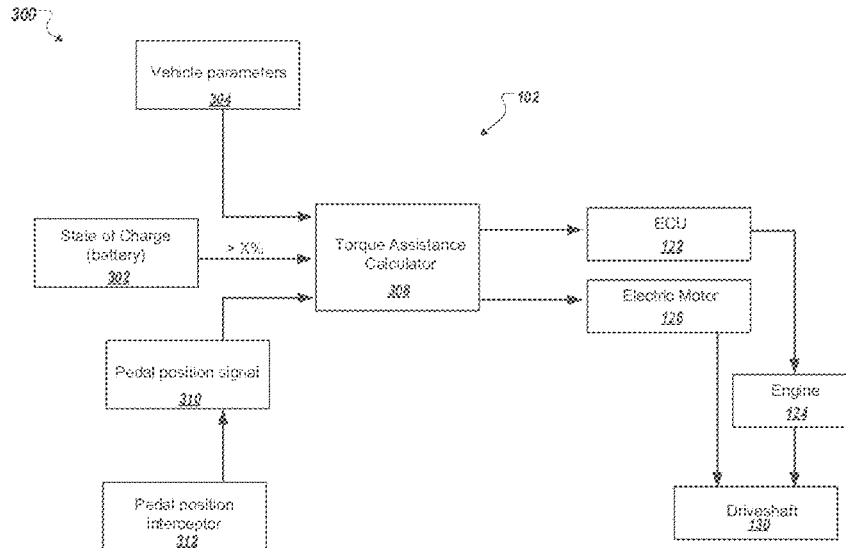 300
Vehicle parameters
304
102
State of Charge
(battery)
302
> X%
Torque Assistance
Calculator
308
ECU
122
Electric Motor
126
Pedal position signal
310
Engine
124
Pedal position
interceptor
312
Driveshaft
130